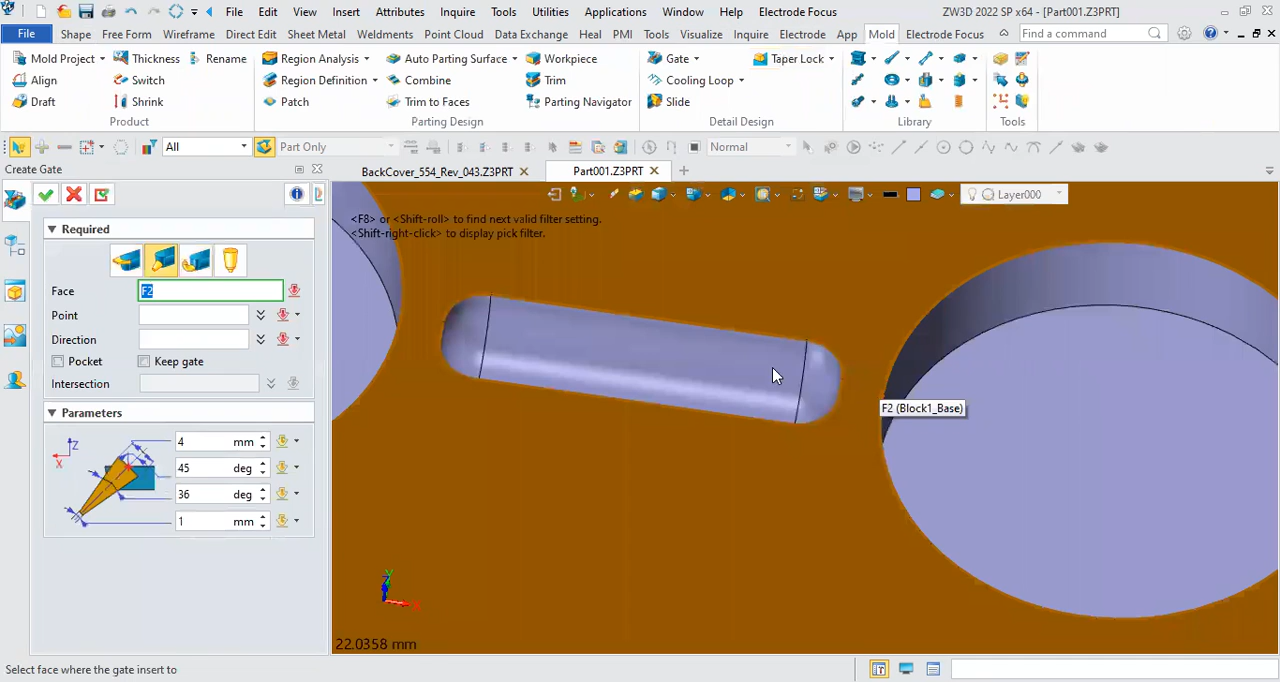 File Edit View Insert Attributes Inquire Tools Utilities Applications Window Help Electrode Focus ZW3D 2022 SP x64 - [Part001.Z3PRT]
File Shape Free Form Wireframe Direct Edit Sheet Metal Weldments Point Cloud Data Exchange Heal PMI Tools Visualize Inquire Electrode App Mold Electrode Focus Find a command
Mold Project Thickness Rename Region Analysis Auto Parting Surface Workpiece Gate Taper Lock
Align Switch Region Definition Combine Trim Cooling Loop
Draft Shrink Patch Trim to Faces Parting Navigator Slide
Product Parting Design Detail Design Library Tools
All Part Only Normal
Create Gate BackCover_554_Rev_043.Z3PRT Part001.Z3PRT
Layer000
<F8> or <Shift-roll> to find next valid filter setting.
<Shift-right-click> to display pick filter.
Required
Face F2
Point
Direction
Pocket Keep gate
Intersection
Parameters
4 mm
45 deg
36 deg
1 mm
Z
X
F2 (Block1_Base)
Y
Z
X
22.0358 mm
Select face where the gate insert to